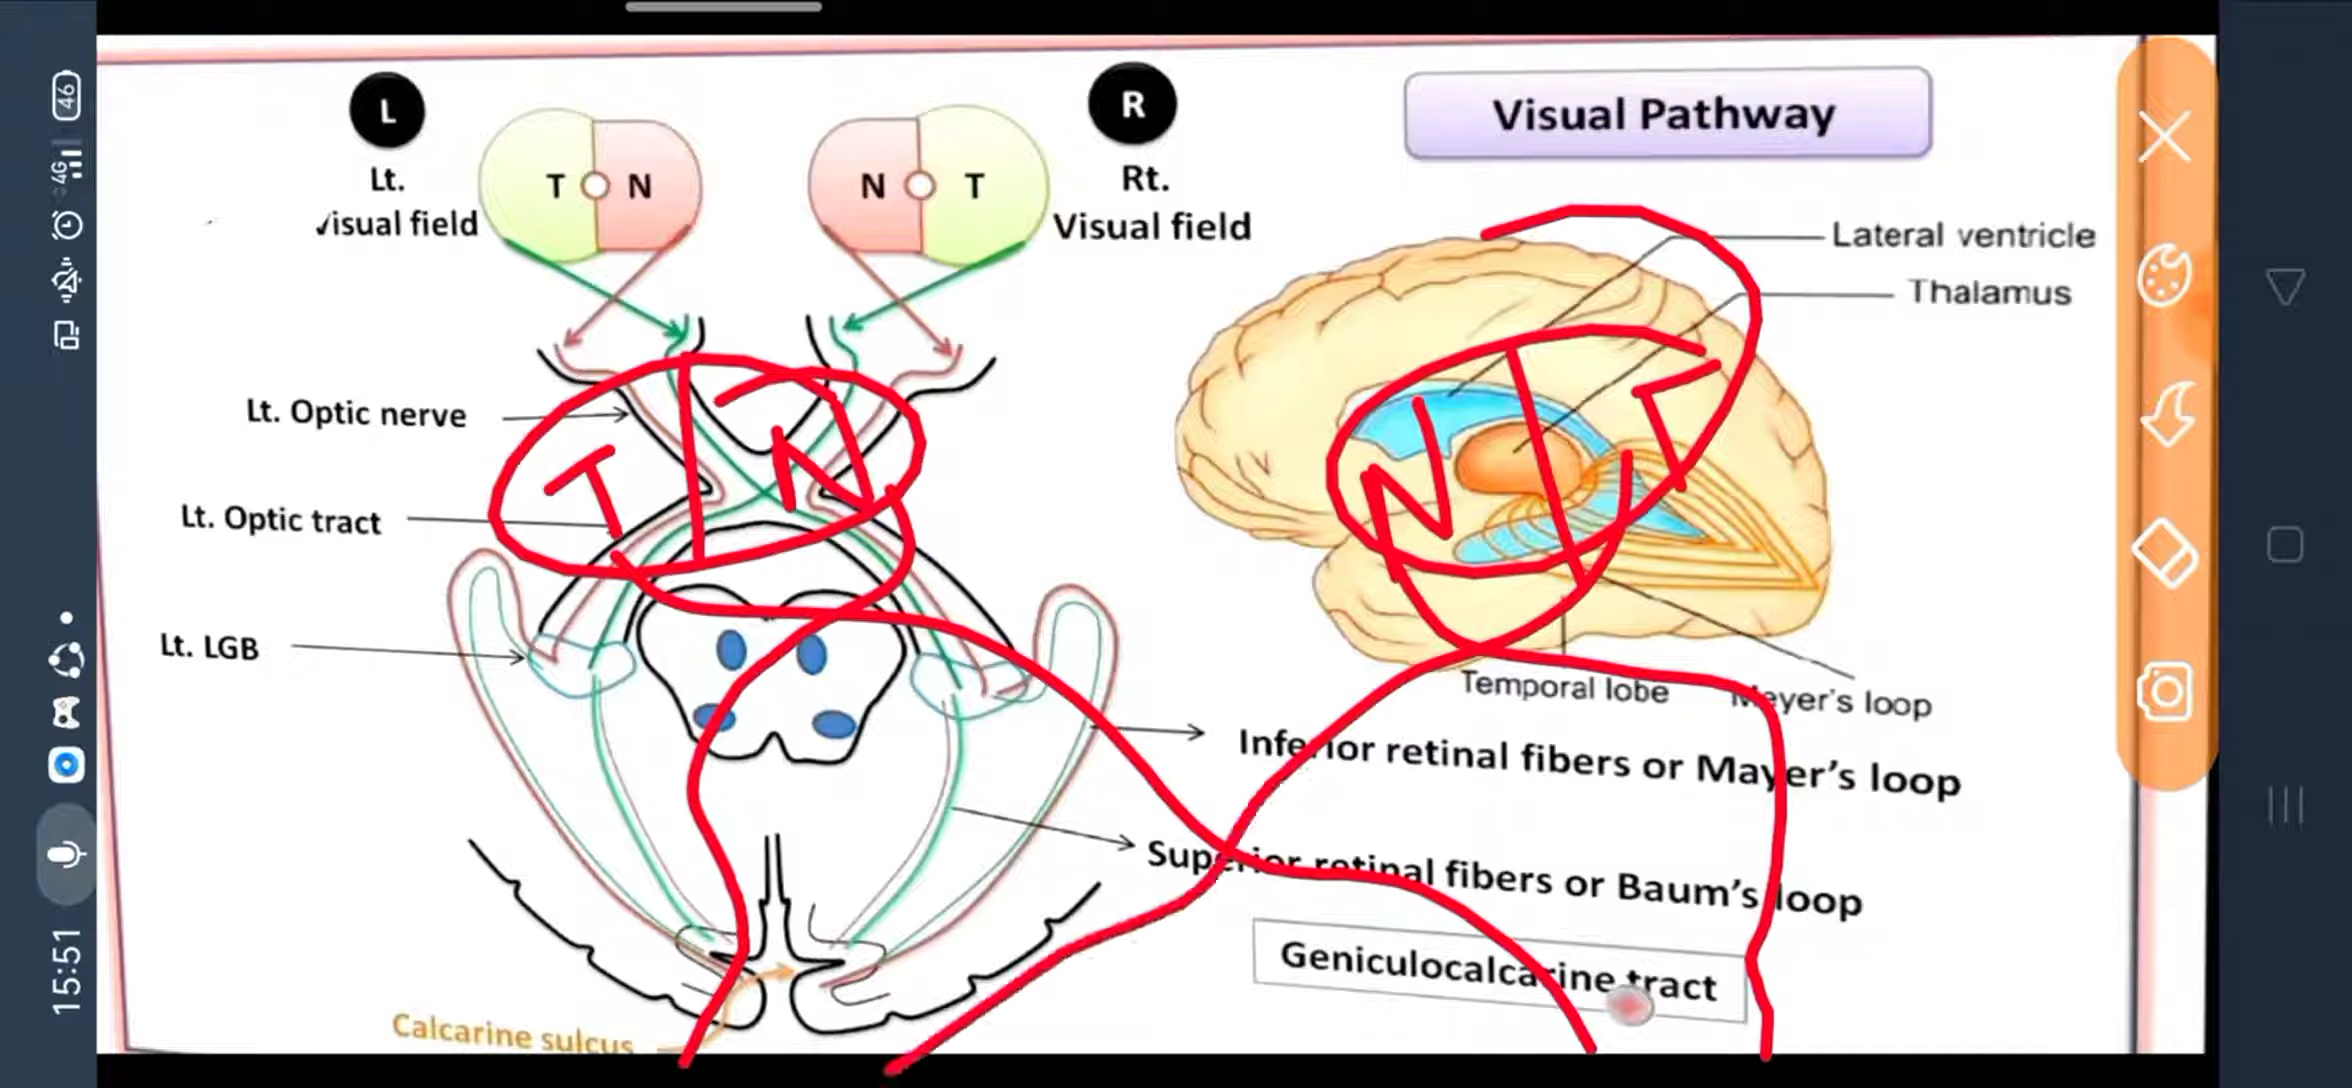 L
R
Visual Pathway
Lt.
Visual field
T N
N T
Rt.
Visual field
Lateral ventricle
Thalamus
Lt. Optic nerve
T N
N T
Lt. Optic tract
Lt. LGB
Temporal lobe
Meyer's loop
Inferior retinal fibers or Mayer's loop
Superior retinal fibers or Baum's loop
Geniculocalcarine tract
Calcarine sulcus
46
4G
15:51